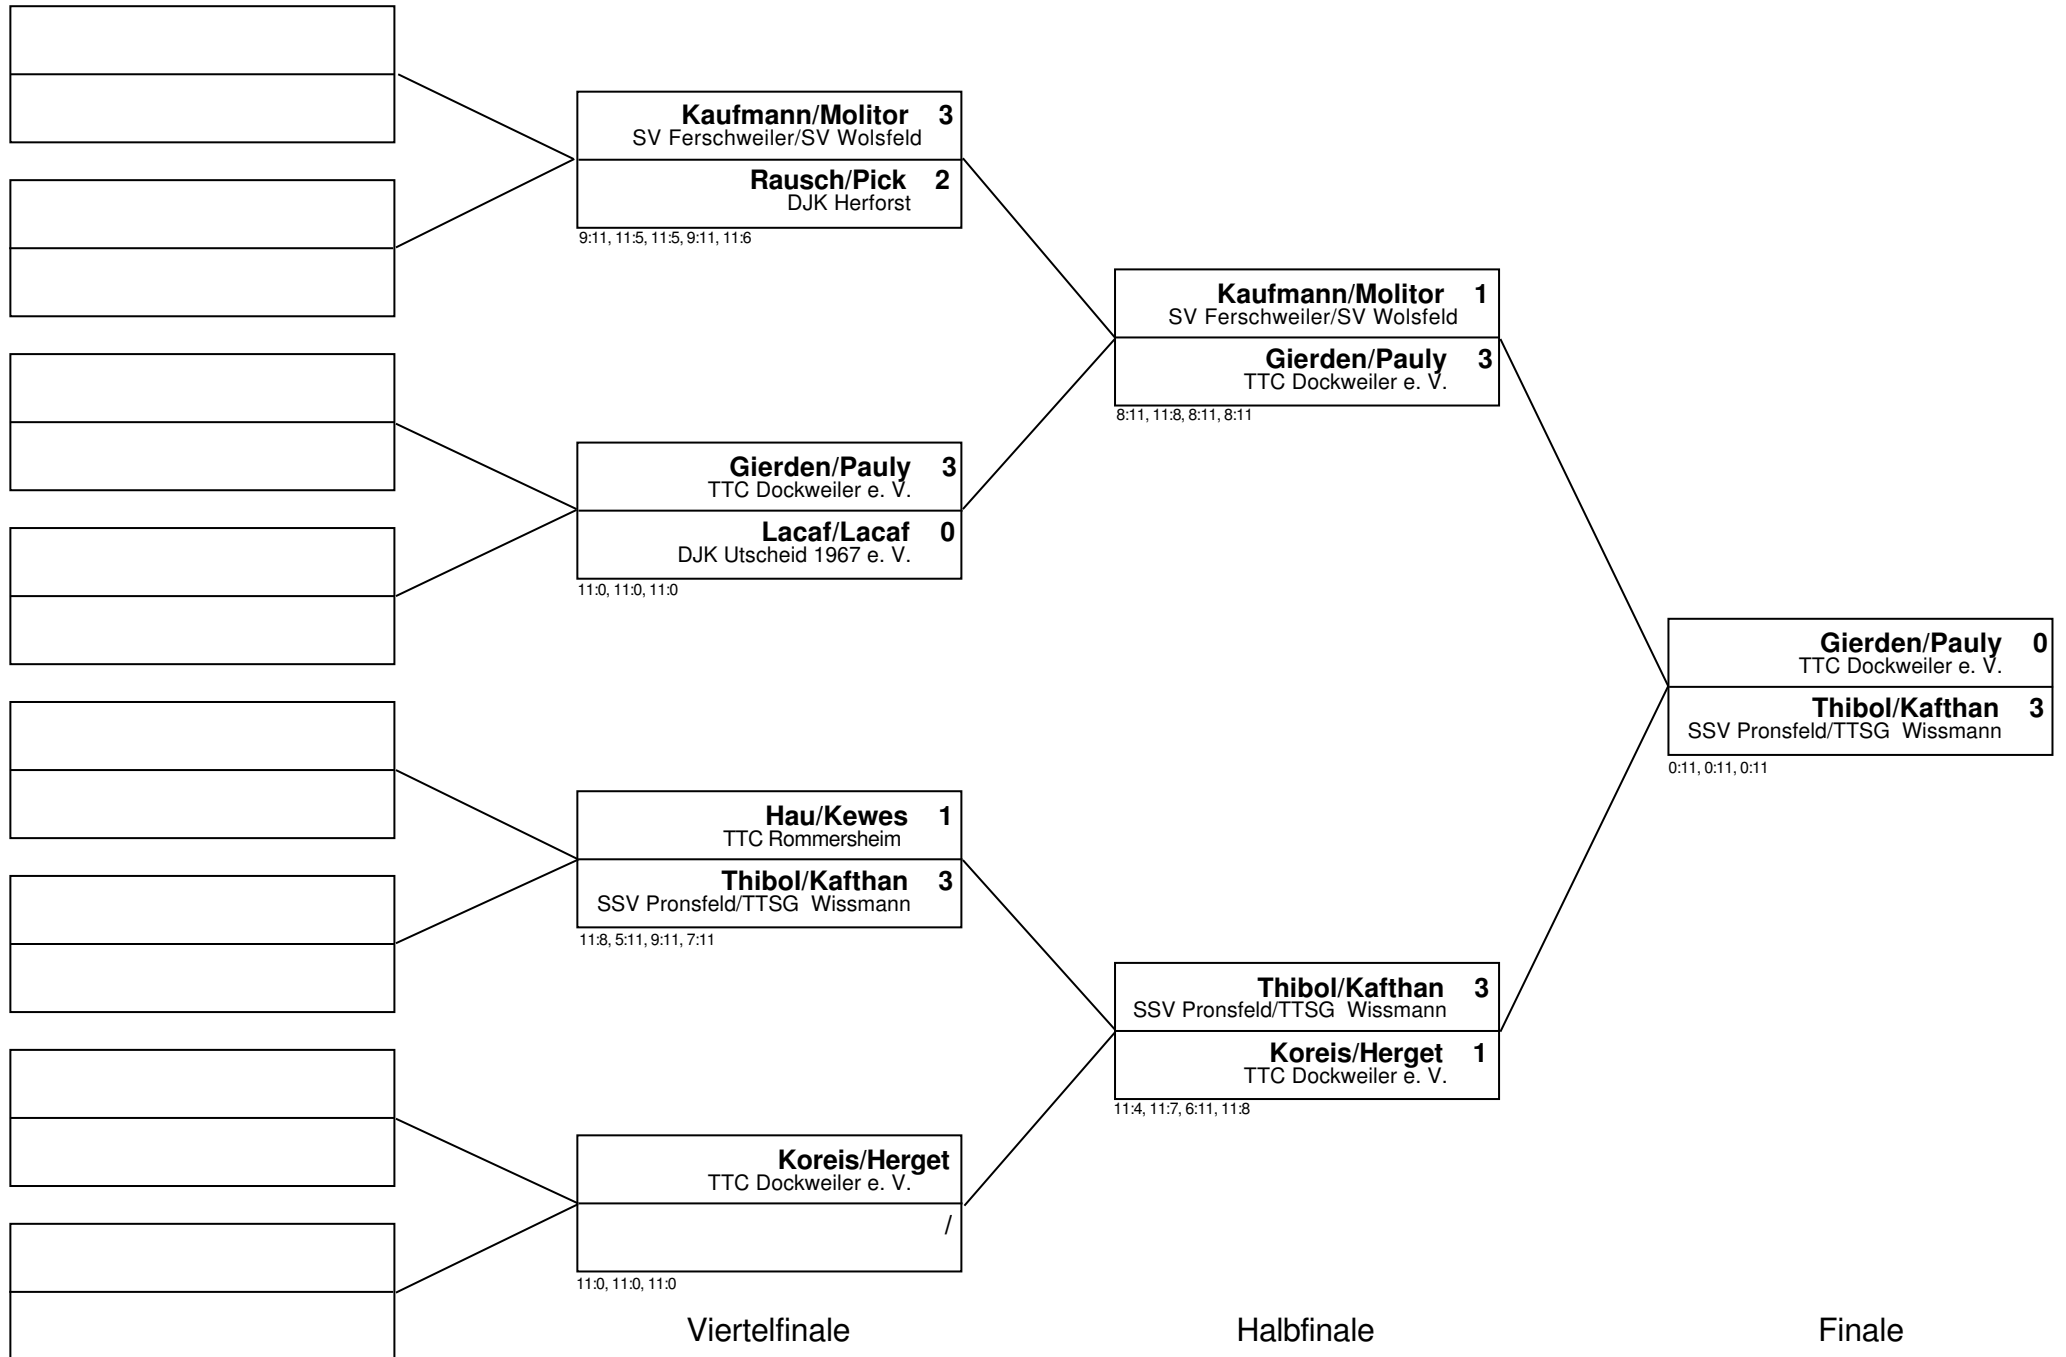 Kaufmann/Molitor 3
SV Ferschweiler/SV Wolsfeld
Rausch/Pick 2
DJK Herforst
9:11, 11:5, 11:5, 9:11, 11:6
Gierden/Pauly 3
TTC Dockweiler e. V.
Lacaf/Lacaf 0
DJK Utscheid 1967 e. V.
11:0, 11:0, 11:0
Hau/Kewes 1
TTC Rommersheim
Thibol/Kafthan 3
SSV Pronsfeld/TTSG Wissmann
11:8, 5:11, 9:11, 7:11
Koreis/Herget
TTC Dockweiler e. V.
/
11:0, 11:0, 11:0
Viertelfinale
Kaufmann/Molitor 1
SV Ferschweiler/SV Wolsfeld
Gierden/Pauly 3
TTC Dockweiler e. V.
8:11, 11:8, 8:11, 8:11
Thibol/Kafthan 3
SSV Pronsfeld/TTSG Wissmann
Koreis/Herget 1
TTC Dockweiler e. V.
11:4, 11:7, 6:11, 11:8
Halbfinale
Gierden/Pauly 0
TTC Dockweiler e. V.
Thibol/Kafthan 3
SSV Pronsfeld/TTSG Wissmann
0:11, 0:11, 0:11
Finale